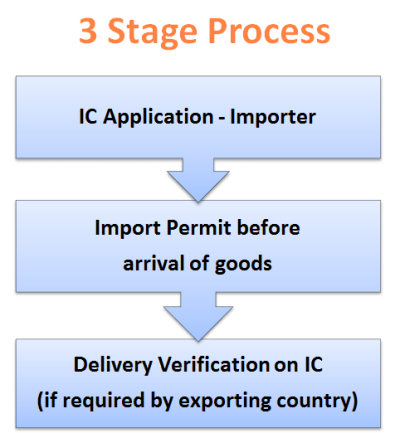 3 Stage Process
IC Application - Importer
Import Permit before
arrival of goods
Delivery Verification on IC
(if required by exporting country)